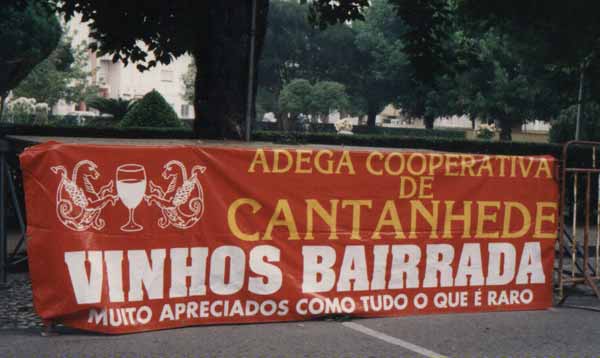 ADEGA COOPERATIVA
DE
CANTANHEDE
VINHOS BAIRRADA
MUITO APRECIADOS COMO TUDO O QUE É RARO